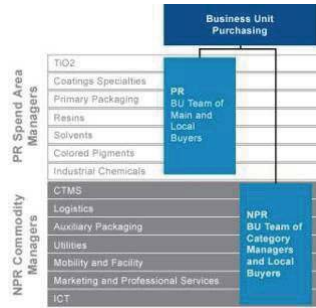 Business Unit
Purchasing
PR Spend Area
Managers
TiO2
Coatings Specialties
Primary Packaging
Resins
Solvents
Colored Pigments
Industrial Chemicals
PR
BU Team of
Main and
Local
Buyers
NPR Commodity
Managers
CTMS
Logistics
Auxiliary Packaging
Utilities
Mobility and Facility
Marketing and Professional Services
ICT
NPR
BU Team of
Category
Managers
and Local
Buyers